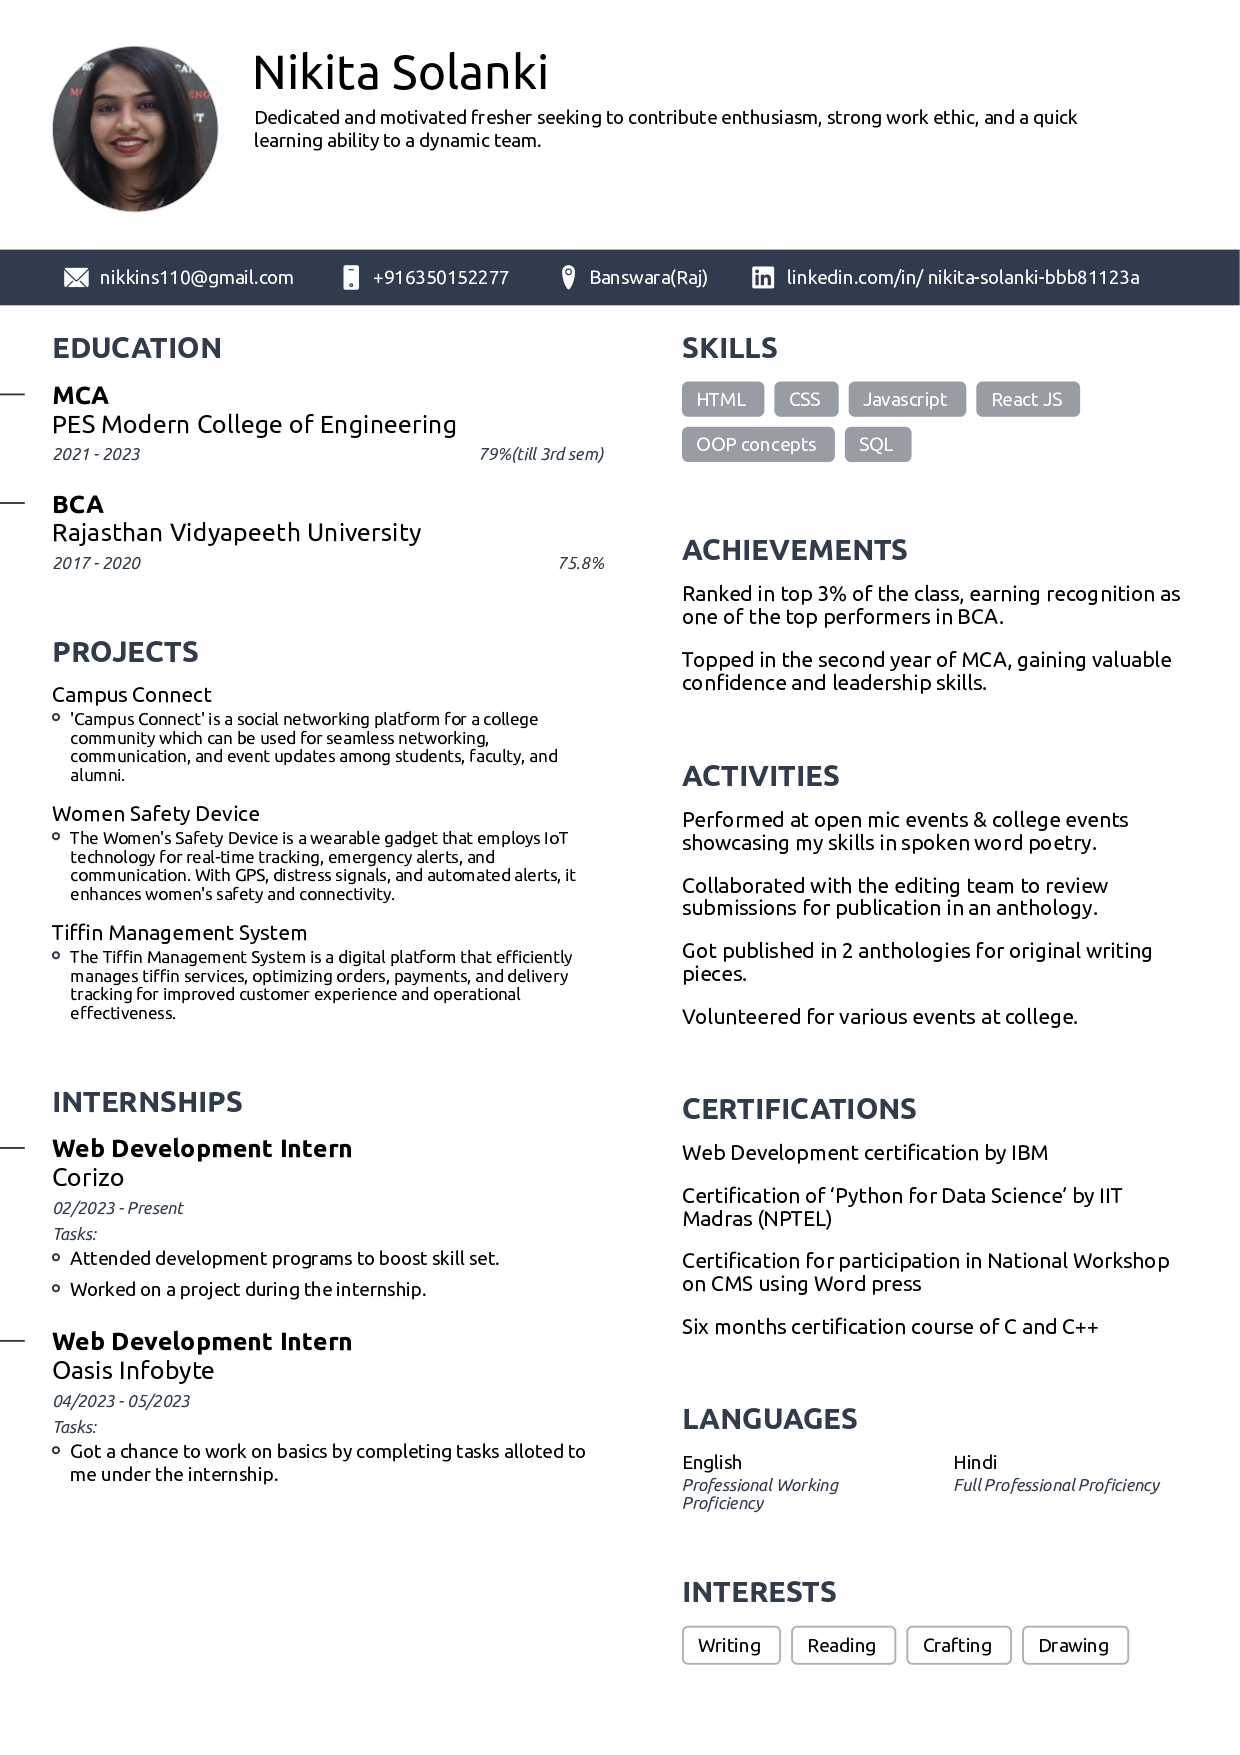 Nikita Solanki
Dedicated and motivated fresher seeking to contribute enthusiasm, strong work ethic, and a quick
learning ability to a dynamic team.
nikkins110@gmail.com
+916350152277
Banswara(Raj)
linkedin.com/in/ nikita-solanki-bbb81123a
EDUCATION
MCA
PES Modern College of Engineering
2021 - 2023 79%(till 3rd sem)
BCA
Rajasthan Vidyapeeth University
2017 - 2020 75.8%
PROJECTS
Campus Connect
'Campus Connect' is a social networking platform for a college
community which can be used for seamless networking,
communication, and event updates among students, faculty, and
alumni.
Women Safety Device
The Women's Safety Device is a wearable gadget that employs IoT
technology for real-time tracking, emergency alerts, and
communication. With GPS, distress signals, and automated alerts, it
enhances women's safety and connectivity.
Tiffin Management System
The Tiffin Management System is a digital platform that efficiently
manages tiffin services, optimizing orders, payments, and delivery
tracking for improved customer experience and operational
effectiveness.
INTERNSHIPS
Web Development Intern
Corizo
02/2023 - Present
Tasks:
Attended development programs to boost skill set.
Worked on a project during the internship.
Web Development Intern
Oasis Infobyte
04/2023 - 05/2023
Tasks:
Got a chance to work on basics by completing tasks alloted to
me under the internship.
SKILLS
HTML CSS Javascript React JS
OOP concepts SQL
ACHIEVEMENTS
Ranked in top 3% of the class, earning recognition as
one of the top performers in BCA.
Topped in the second year of MCA, gaining valuable
confidence and leadership skills.
ACTIVITIES
Performed at open mic events & college events
showcasing my skills in spoken word poetry.
Collaborated with the editing team to review
submissions for publication in an anthology.
Got published in 2 anthologies for original writing
pieces.
Volunteered for various events at college.
CERTIFICATIONS
Web Development certification by IBM
Certification of ‘Python for Data Science’ by IIT
Madras (NPTEL)
Certification for participation in National Workshop
on CMS using Word press
Six months certification course of C and C++
LANGUAGES
English
Professional Working
Proficiency
Hindi
Full Professional Proficiency
INTERESTS
Writing Reading Crafting Drawing